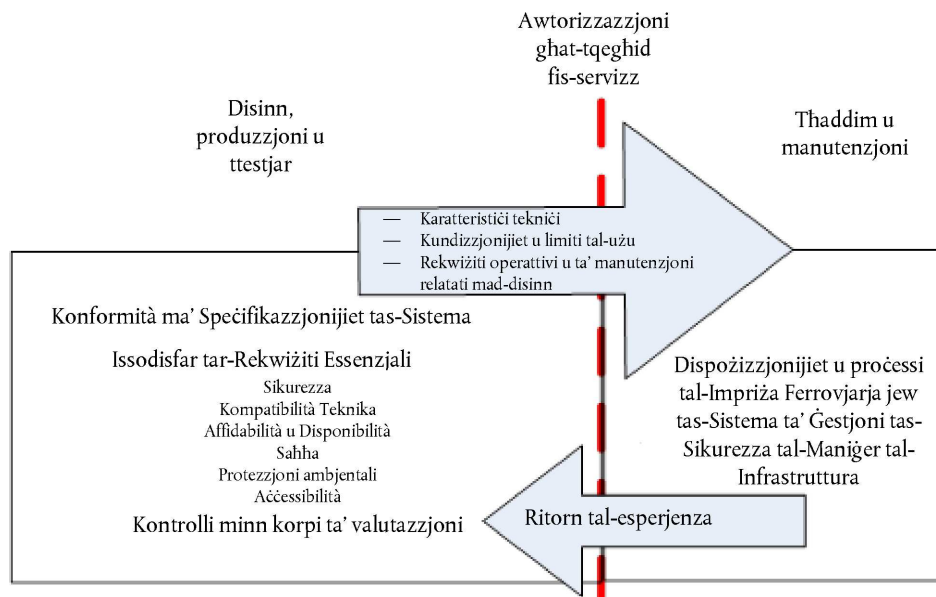 Awtorizzazzjoni
għat-tqegħid
fis-servizz
Disinn,
produzzjoni u
ttestjar
Tħaddim u
manutenzjoni
— Karatteristiċi tekniċi
— Kundizzjonijiet u limiti tal-użu
— Rekwiżiti operattivi u ta’ manutenzjoni
relatati mad-disinn
Konformità ma’ Speċifikazzjonijiet tas-Sistema
Issodisfar tar-Rekwiżiti Essenzjali
Sikurezza
Kompatibilità Teknika
Affidabilità u Disponibilità
Saħħa
Protezzjoni ambjentali
Aċċessibilità
Kontrolli minn korpi ta’ valutazzjoni
Dispożizzjonijiet u proċessi
tal-Impriża Ferrovjarja jew
tas-Sistema ta’ Ġestjoni tas-
Sikurezza tal-Maniġer tal-
Infrastruttura
Ritorn tal-esperjenza